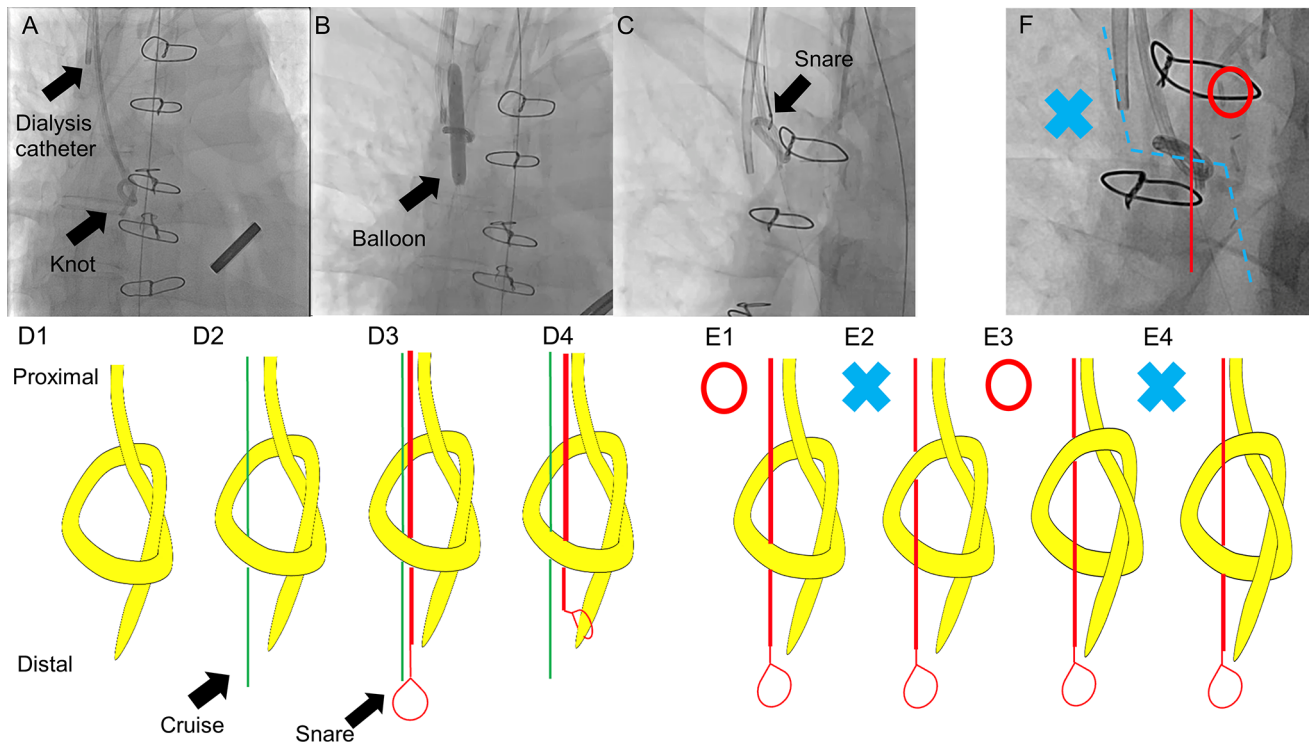 A
B
C
F
Dialysis
catheter
Knot
Balloon
Snare
D1
D2
D3
D4
E1
E2
E3
E4
Proximal
Distal
Cruise
Snare